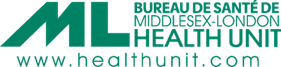 ML BUREAU DE SANTÉ DE
MIDDLESEX-LONDON
HEALTH UNIT
www.healthunit.com